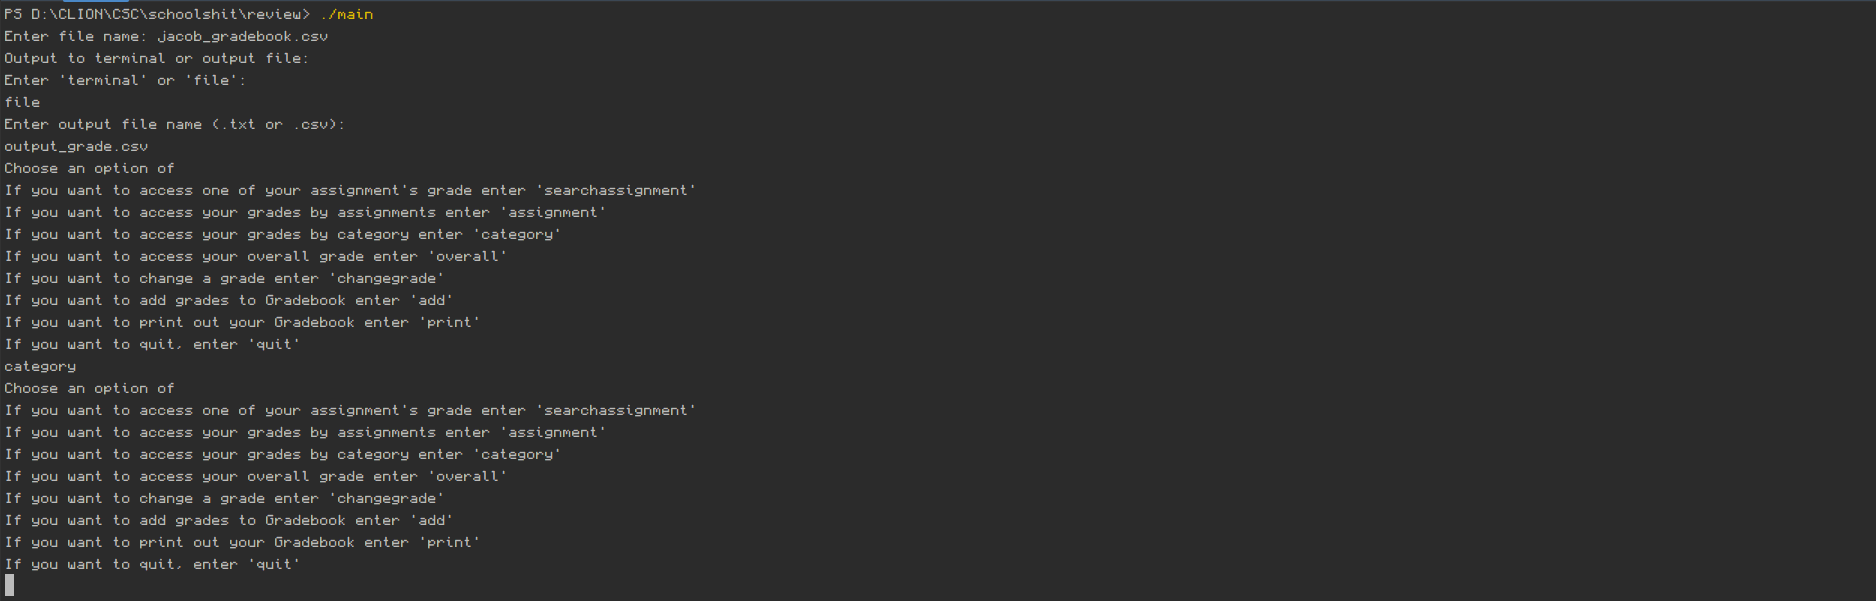 PS D:\CLION\CSC\schoolshit\review> ./main
Enter file name: jacob_gradebook.csv
Output to terminal or output file:
Enter 'terminal' or 'file':
file
Enter output file name (.txt or .csv):
output_grade.csv
Choose an option of
If you want to access one of your assignment's grade enter 'searchassignment'
If you want to access your grades by assignments enter 'assignment'
If you want to access your grades by category enter 'category'
If you want to access your overall grade enter 'overall'
If you want to change a grade enter 'changegrade'
If you want to add grades to Gradebook enter 'add'
If you want to print out your Gradebook enter 'print'
If you want to quit, enter 'quit'
category
Choose an option of
If you want to access one of your assignment's grade enter 'searchassignment'
If you want to access your grades by assignments enter 'assignment'
If you want to access your grades by category enter 'category'
If you want to access your overall grade enter 'overall'
If you want to change a grade enter 'changegrade'
If you want to add grades to Gradebook enter 'add'
If you want to print out your Gradebook enter 'print'
If you want to quit, enter 'quit'